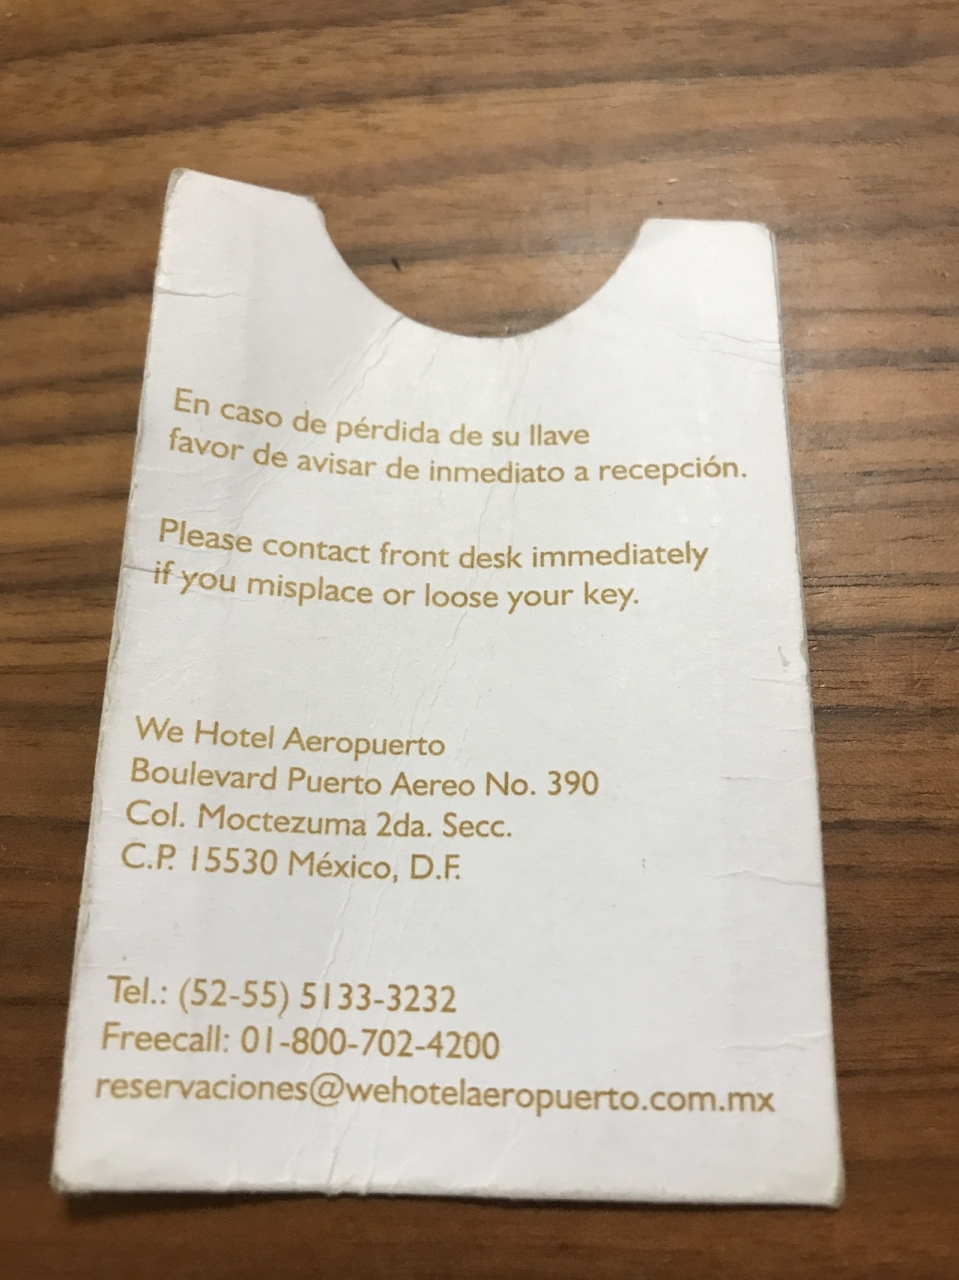 En caso de pérdida de su llave
favor de avisar de inmediato a recepción.
Please contact front desk immediately
if you misplace or loose your key.
We Hotel Aeropuerto
Boulevard Puerto Aereo No. 390
Col. Moctezuma 2da. Secc.
C.P. 15530 México, D.F.
Tel.: (52-55) 5133-3232
Freecall: 01-800-702-4200
reservaciones@wehotelaeropuerto.com.mx